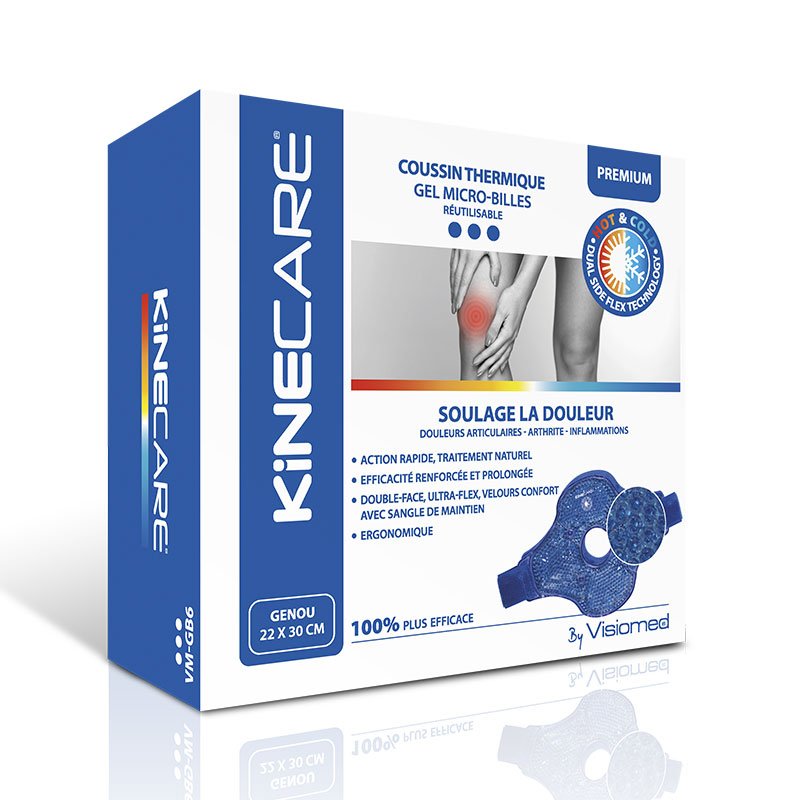 KiNECARE
VM-GB6
KiNECARE®
GENOU
22 X 30 CM
COUSSIN THERMIQUE
GEL MICRO-BILLES
RÉUTILISABLE
PREMIUM
HOT & COLD
• DUAL SIDE FLEX TECHNOLOGY •
SOULAGE LA DOULEUR
DOULEURS ARTICULAIRES - ARTHRITE - INFLAMMATIONS
• ACTION RAPIDE, TRAITEMENT NATUREL
• EFFICACITÉ RENFORCÉE ET PROLONGÉE
• DOUBLE-FACE, ULTRA-FLEX, VELOURS CONFORT
AVEC SANGLE DE MAINTIEN
• ERGONOMIQUE
100% PLUS EFFICACE
By Visiomed